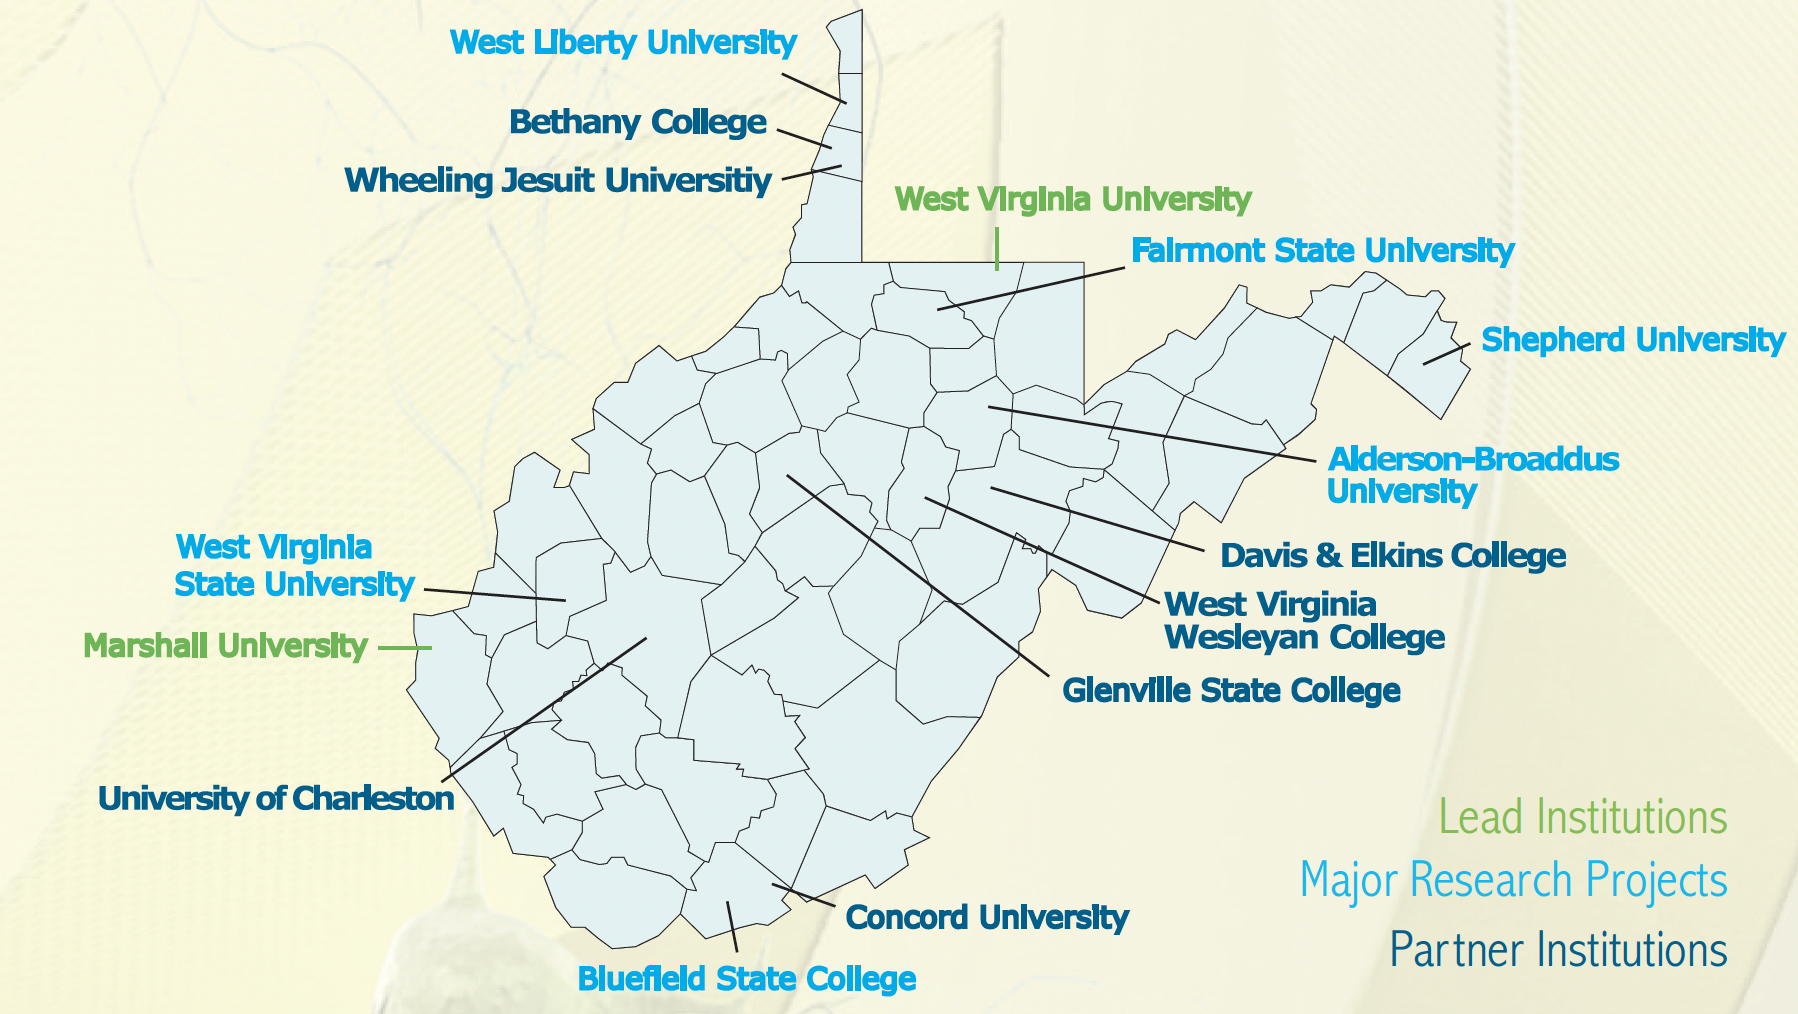 West Liberty University
Bethany College
Wheeling Jesuit Universitiy
West Virginia University
Fairmont State University
Shepherd University
Alderson-Broaddus
University
West Virginia
State University
Davis & Elkins College
West Virginia
Wesleyan College
Marshall University
Glenville State College
University of Charleston
Lead Institutions
Major Research Projects
Concord University
Partner Institutions
Bluefield State College